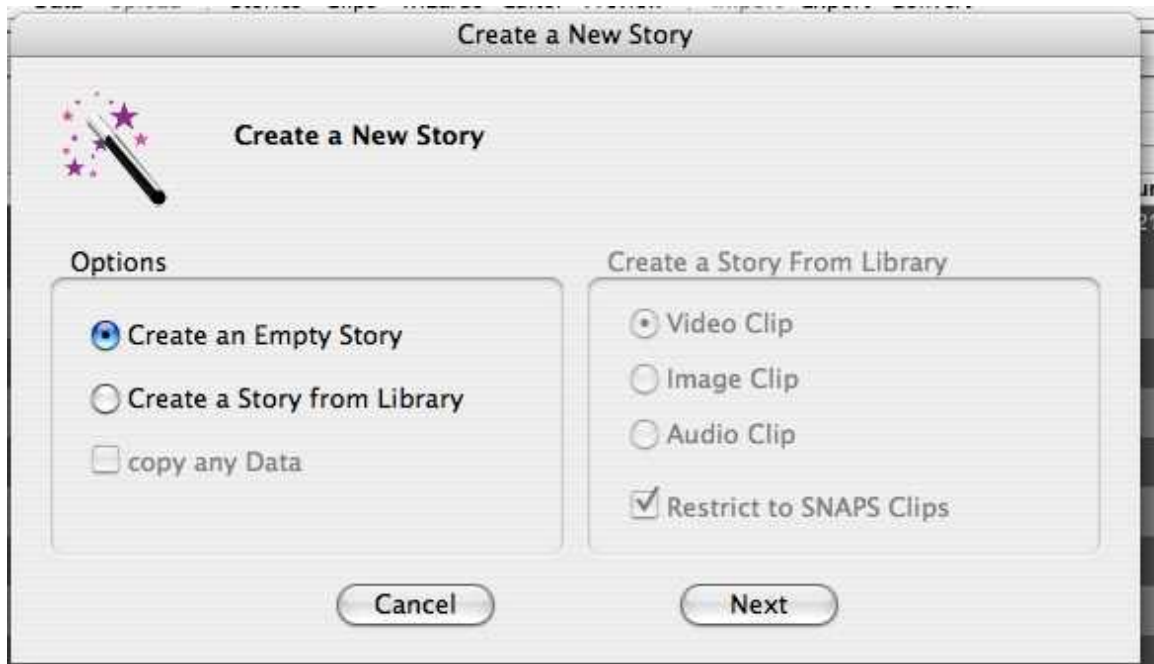 Create a New Story
Create a New Story
Options
Create an Empty Story
Create a Story from Library
copy any Data
Create a Story From Library
Video Clip
Image Clip
Audio Clip
Restrict to SNAPS Clips
Cancel
Next